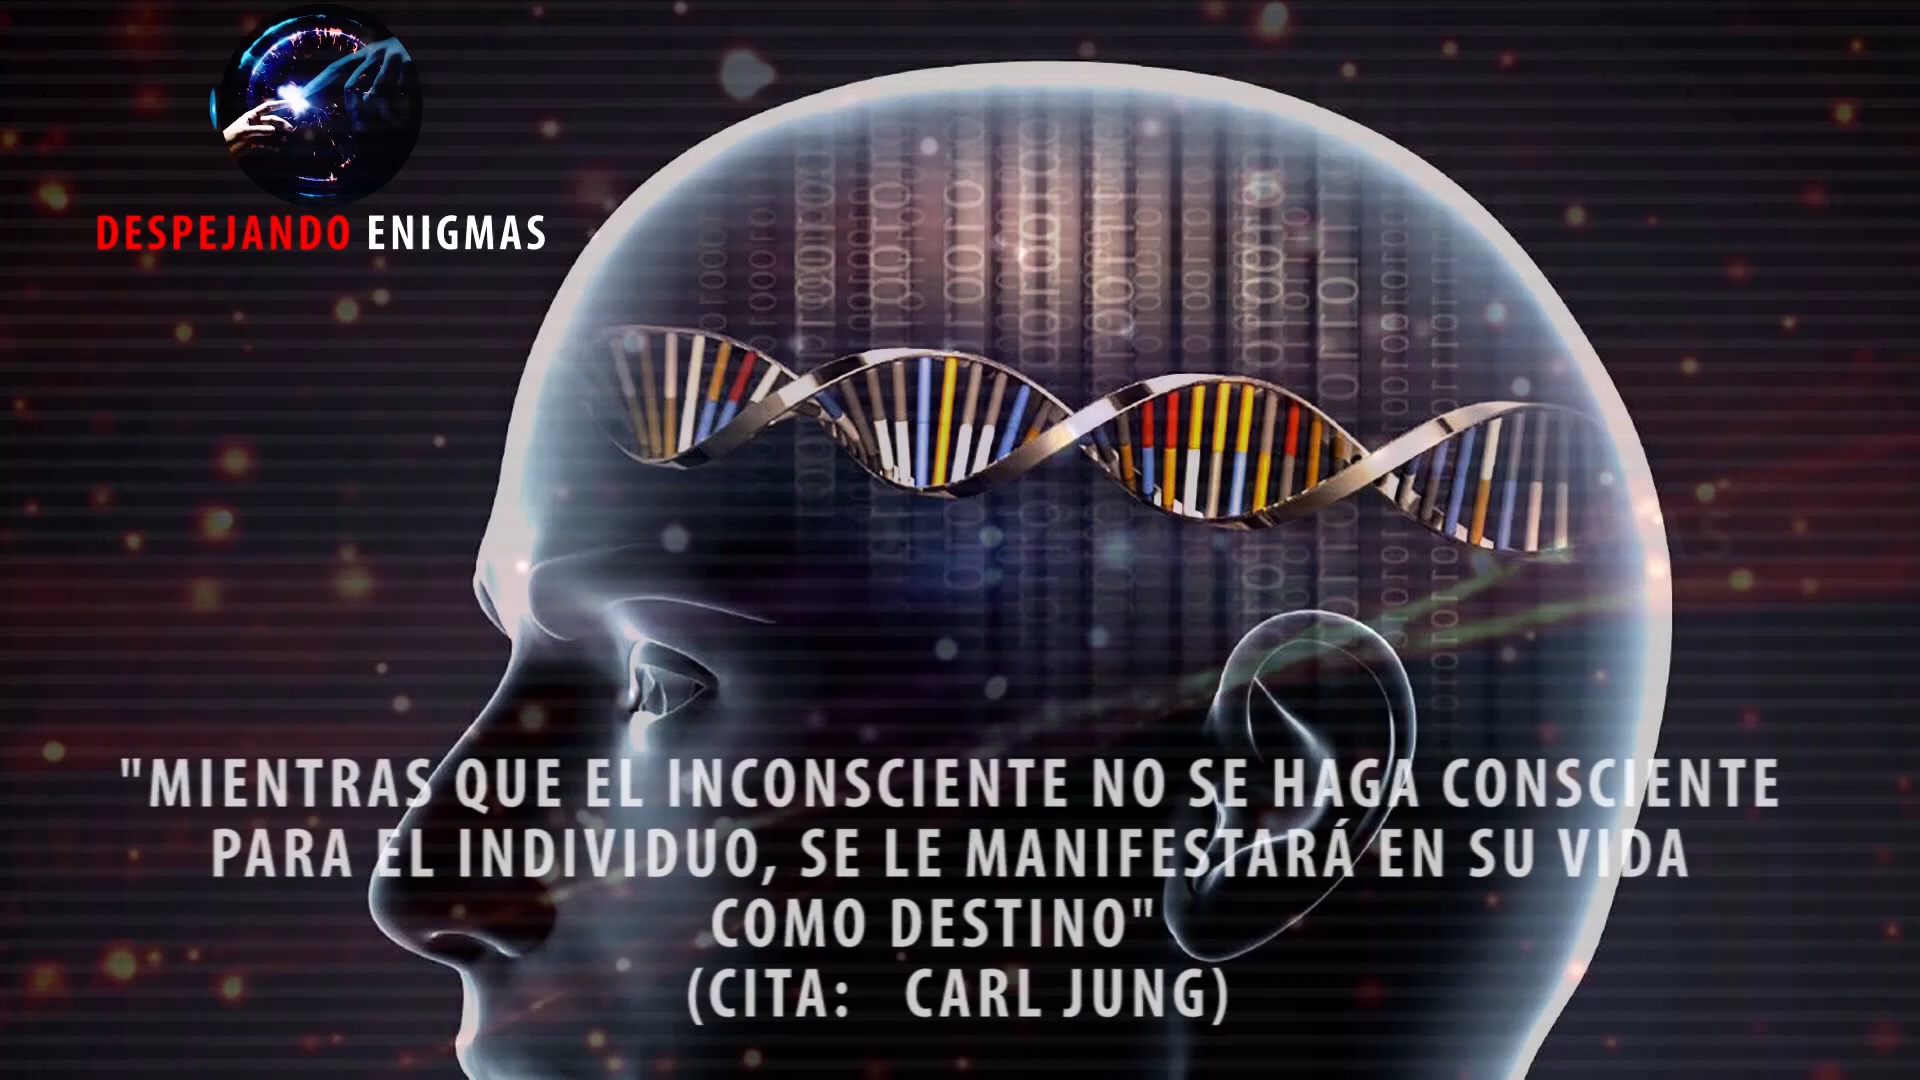 DESPEJANDO ENIGMAS
"MIENTRAS QUE EL INCONSCIENTE NO SE HAGA CONSCIENTE
PARA EL INDIVIDUO, SE LE MANIFESTARÁ EN SU VIDA
COMO DESTINO"
(CITA: CARL JUNG)